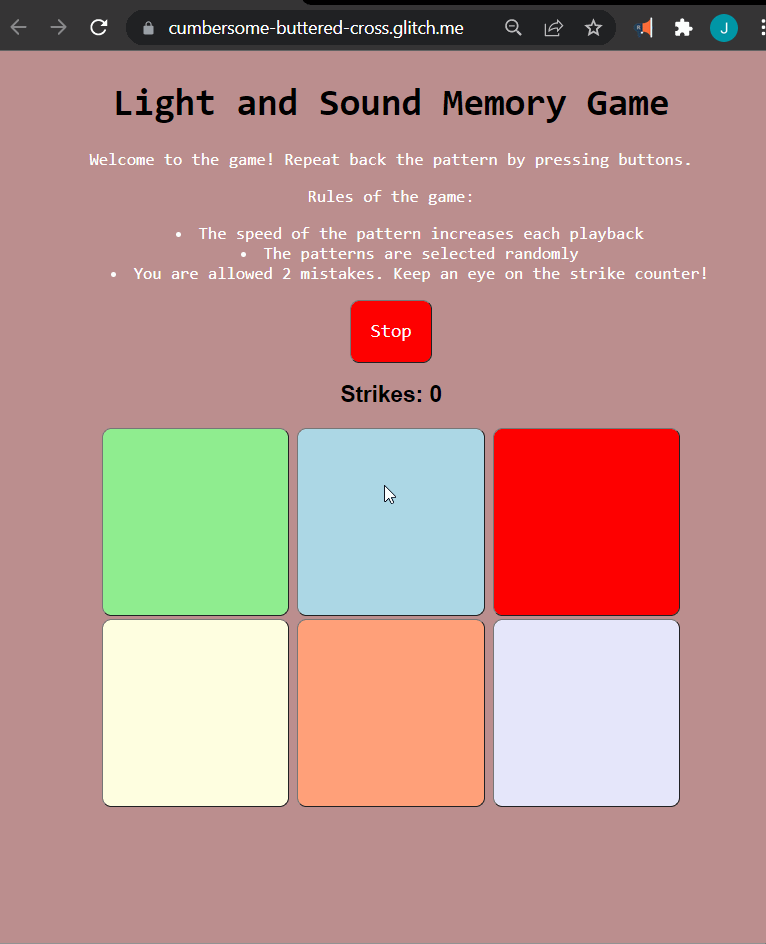 cumbersome-buttered-cross.glitch.me
J
Light and Sound Memory Game
Welcome to the game! Repeat back the pattern by pressing buttons.
Rules of the game:
• The speed of the pattern increases each playback
• The patterns are selected randomly
• You are allowed 2 mistakes. Keep an eye on the strike counter!
Stop
Strikes: 0